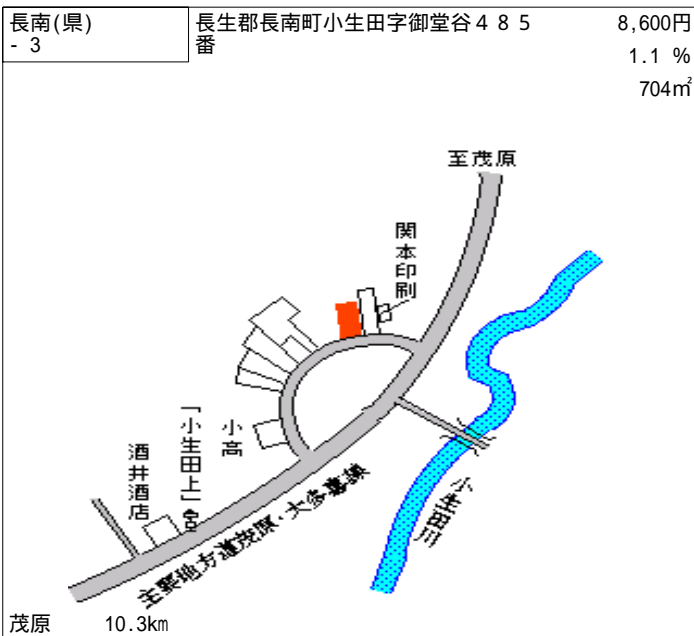 長南(県)
- 3
長生郡長南町小生田字御堂谷４８５
番
8,600円
1.1 %
704㎡
至茂原
関本印刷
小高
「小生田上」
酒井酒店
主要地方道茂原・大多喜線
小生田川
茂原 10.3km